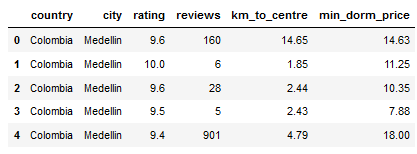 country city rating reviews km_to_centre min_dorm_price
0 Colombia Medellin 9.6 160 14.65 14.63
1 Colombia Medellin 10.0 6 1.85 11.25
2 Colombia Medellin 9.6 28 2.44 10.35
3 Colombia Medellin 9.5 5 2.43 7.88
4 Colombia Medellin 9.4 901 4.79 18.00